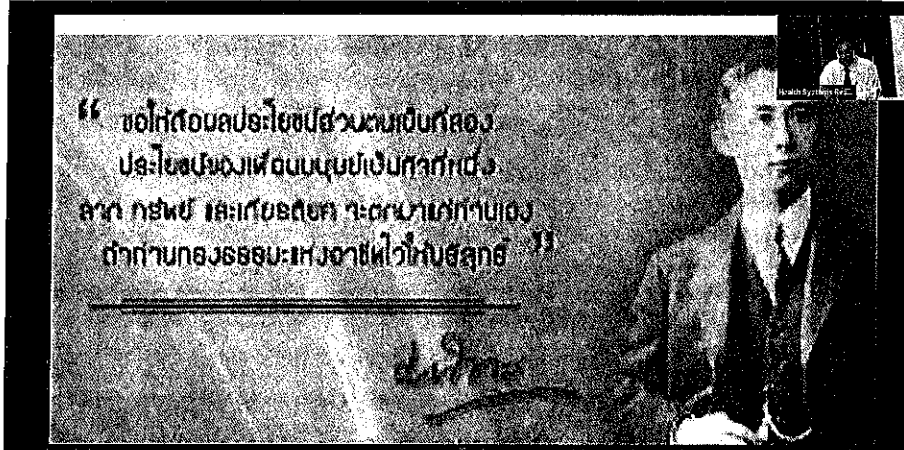 “ ขอให้ถือผลประโยชน์ส่วนตนเป็นที่สอง
ประโยชน์ของเพื่อนมนุษย์เป็นกิจที่หนึ่ง
ลาภ ทรัพย์ และเกียรติยศ จะตกมาแก่ท่านเอง
ถ้าท่านทรงธรรมะแห่งอาชีพไว้ให้บริสุทธิ์ ”
Health Systems Re...